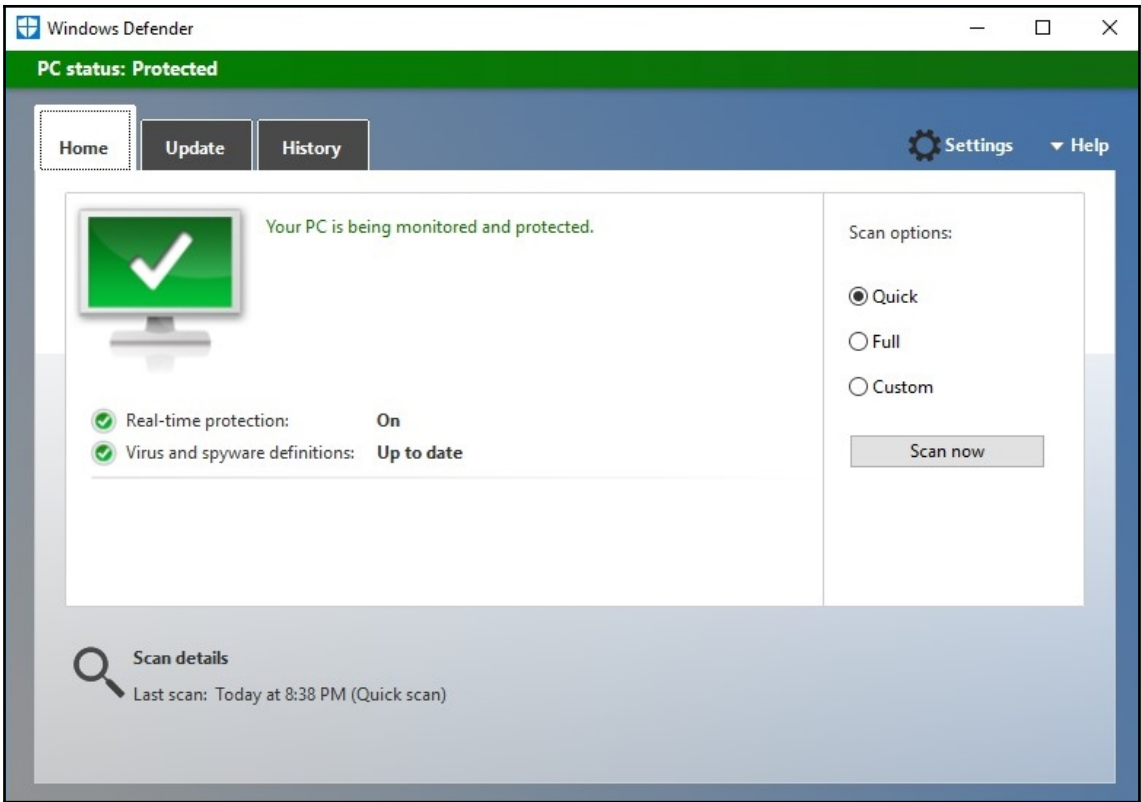 Windows Defender
PC status: Protected
Home
Update
History
Settings
Help
Your PC is being monitored and protected.
Real-time protection: On
Virus and spyware definitions: Up to date
Scan options:
Quick
Full
Custom
Scan now
Scan details
Last scan: Today at 8:38 PM (Quick scan)